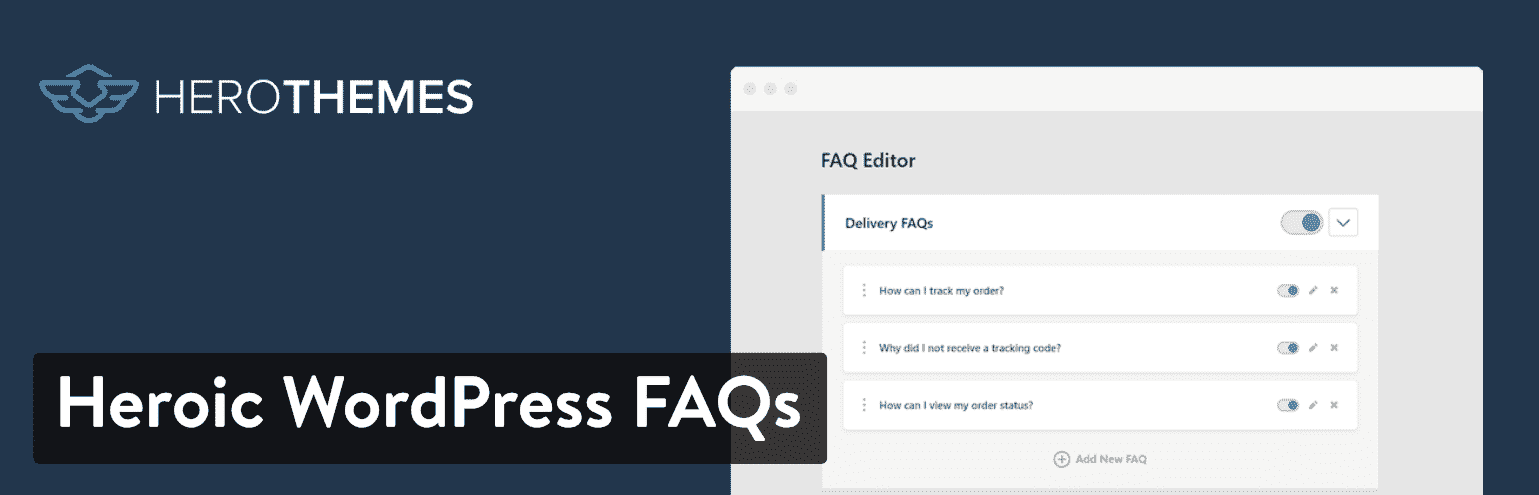 HEROTHEMES
Heroic WordPress FAQs
FAQ Editor
Delivery FAQs
How can I track my order?
Why did I not receive a tracking code?
How can I view my order status?
Add New FAQ